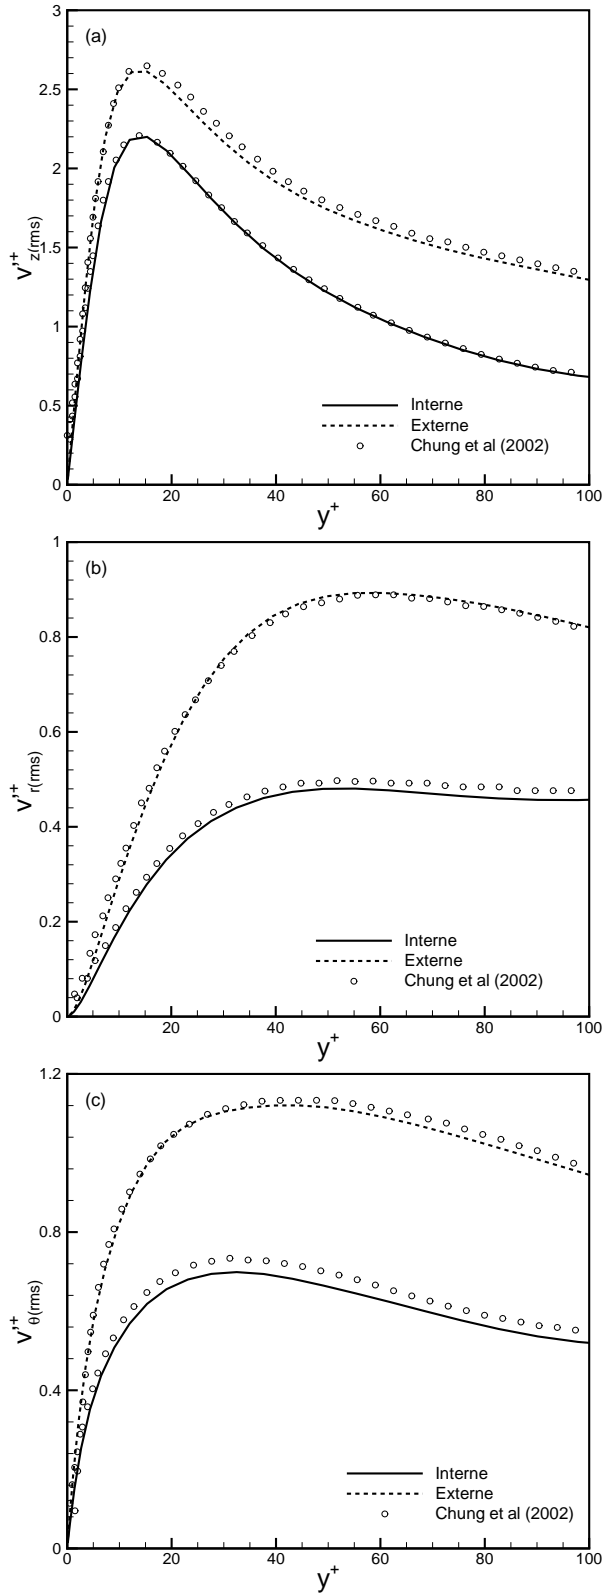 (a)
3
2.5
2
1.5
1
0.5
0
v'+z(rms)
Interne
Externe
Chung et al (2002)
0 20 40 60 80 100
y+
(b)
1
0.8
0.6
0.4
0.2
0
v'+r(rms)
Interne
Externe
Chung et al (2002)
0 20 40 60 80 100
y+
(c)
1.2
0.8
0.4
0
v'+θ(rms)
Interne
Externe
Chung et al (2002)
0 20 40 60 80 100
y+